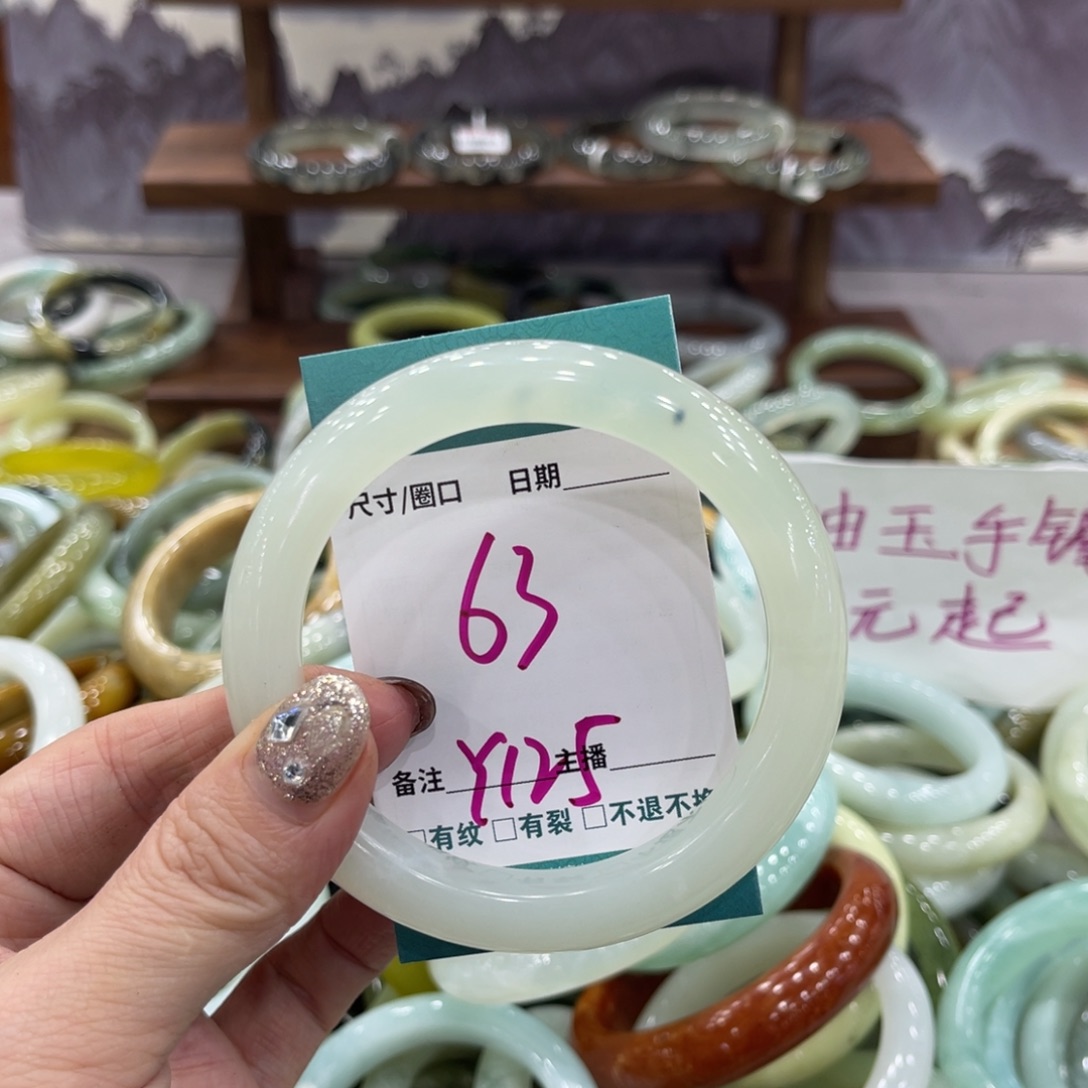 尺寸/圈口 日期
63
备注 Y125 主播
□有纹 □有裂 □不退不换
岫玉手镯
元起